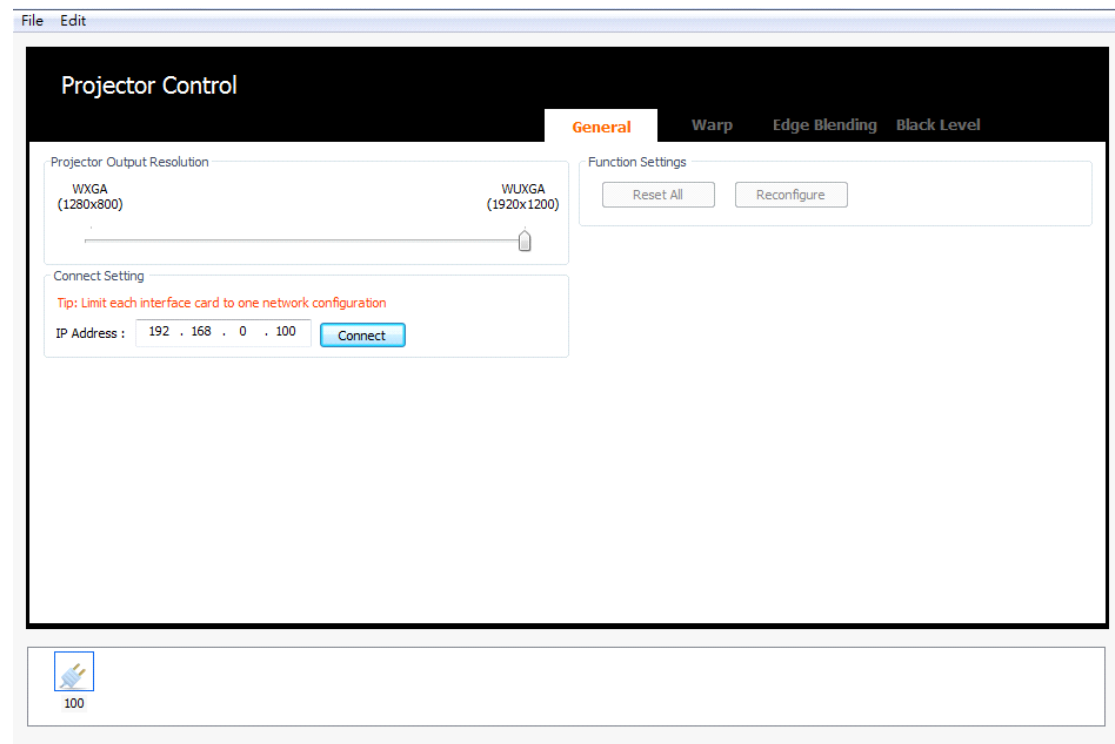 File Edit
Projector Control
General Warp Edge Blending Black Level
Projector Output Resolution
WXGA
(1280x800)
WUXGA
(1920x1200)
Function Settings
Reset All Reconfigure
Connect Setting
Tip: Limit each interface card to one network configuration
IP Address : 192 . 168 . 0 . 100 Connect
100